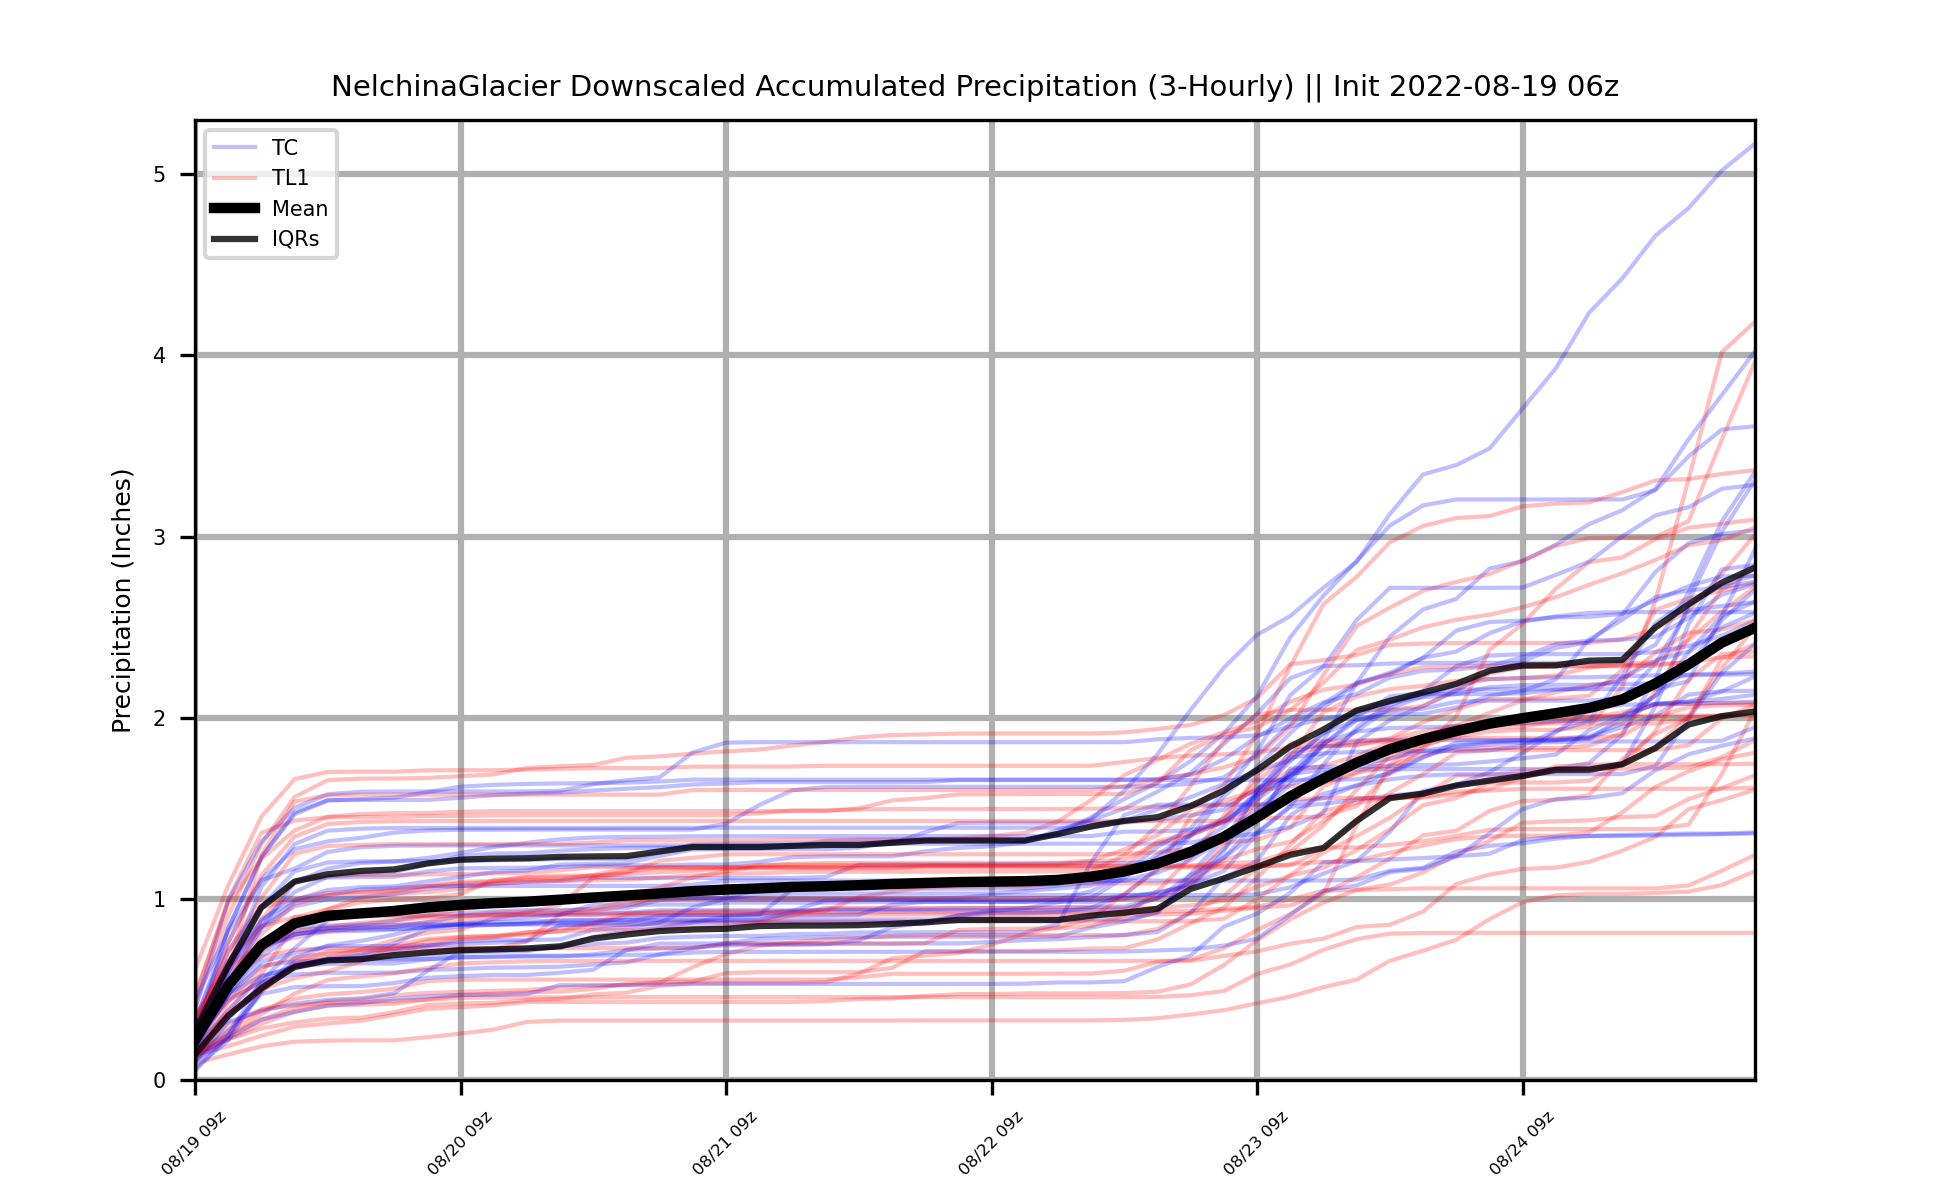 NelchinaGlacier Downscaled Accumulated Precipitation (3-Hourly) || Init 2022-08-19 06z
TC
TL1
Mean
IQRs
Precipitation (Inches)
5
4
3
2
1
0
08/19 09z
08/20 09z
08/21 09z
08/22 09z
08/23 09z
08/24 09z